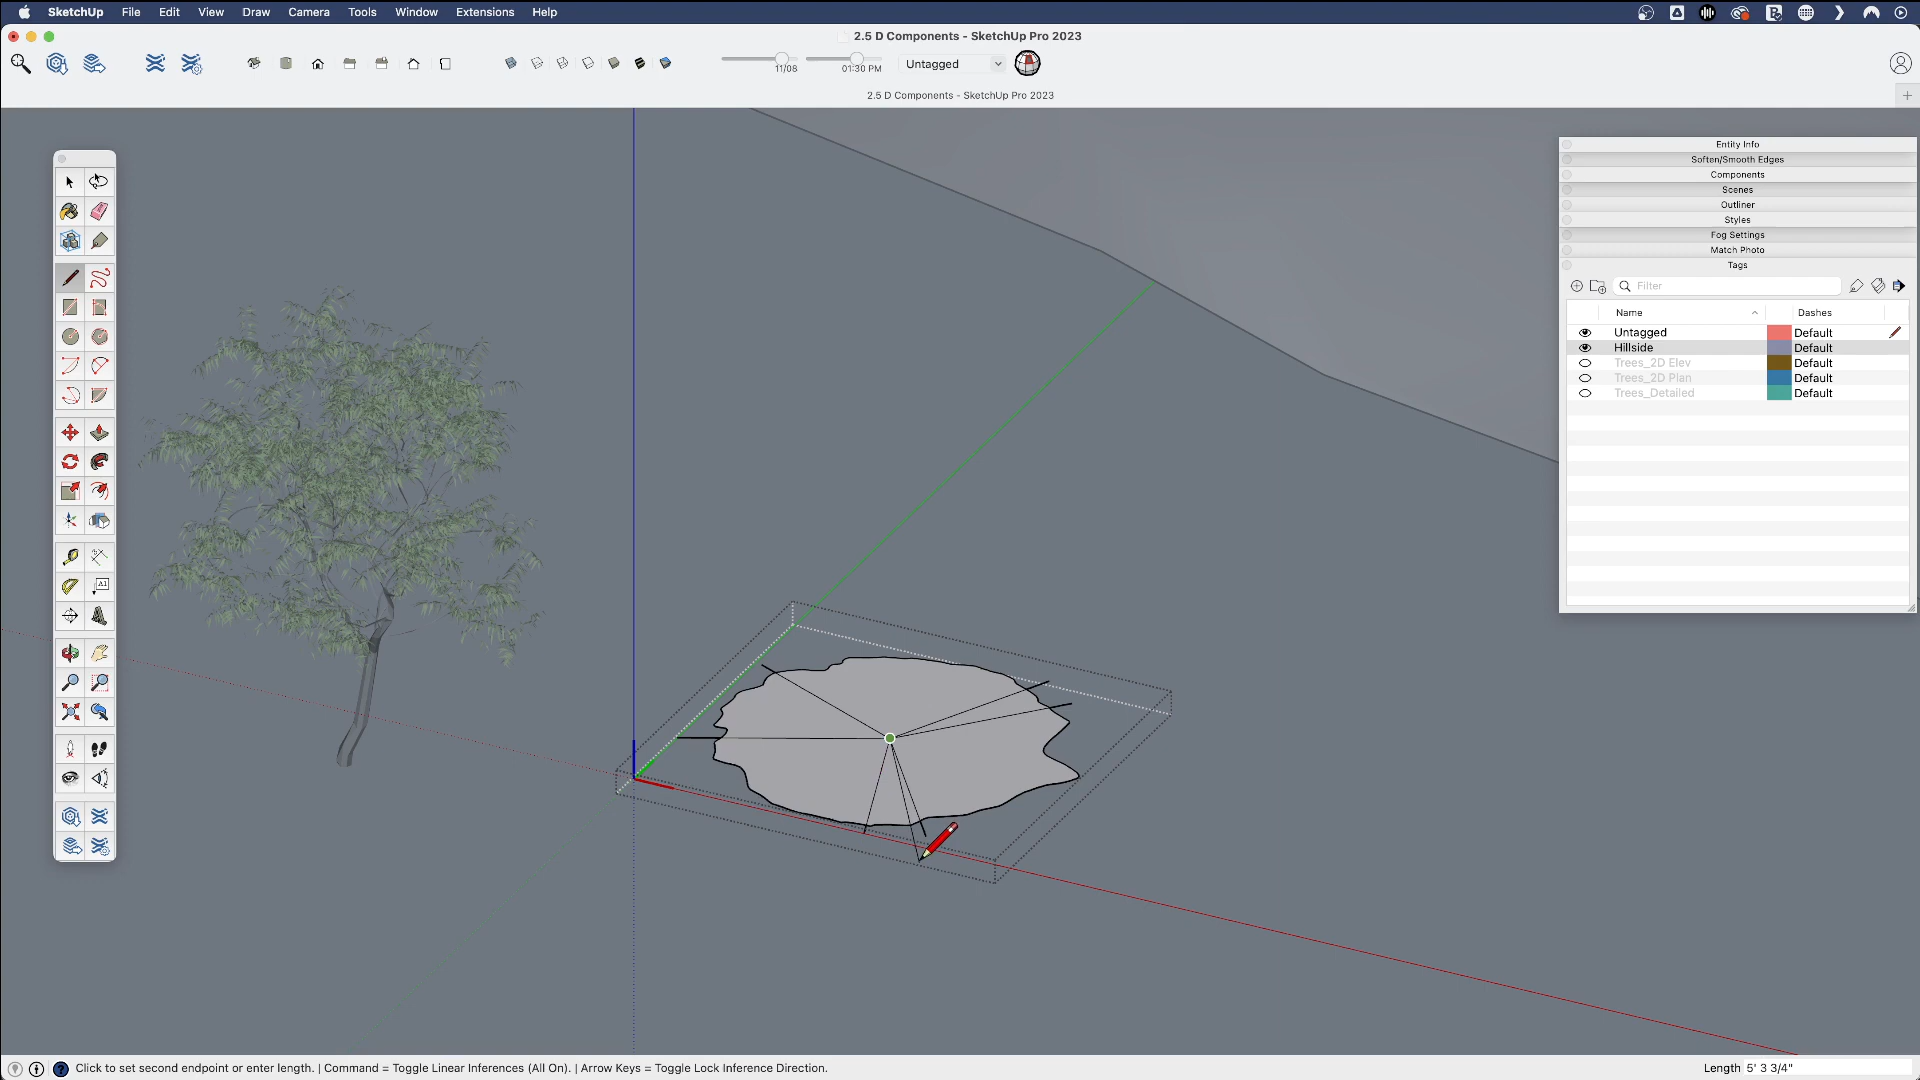 SketchUp File Edit View Draw Camera Tools Window Extensions Help
2.5 D Components - SketchUp Pro 2023
11/08
01:30 PM
Untagged
2.5 D Components - SketchUp Pro 2023
Entity Info
Soften/Smooth Edges
Components
Scenes
Outliner
Styles
Fog Settings
Match Photo
Tags
Filter
Name Dashes
Untagged Default
Hillside Default
Trees_2D Elev Default
Trees_2D Plan Default
Trees_Detailed Default
A1
Click to set second endpoint or enter length. | Command = Toggle Linear Inferences (All On). | Arrow Keys = Toggle Lock Inference Direction.
Length 5' 3 3/4"